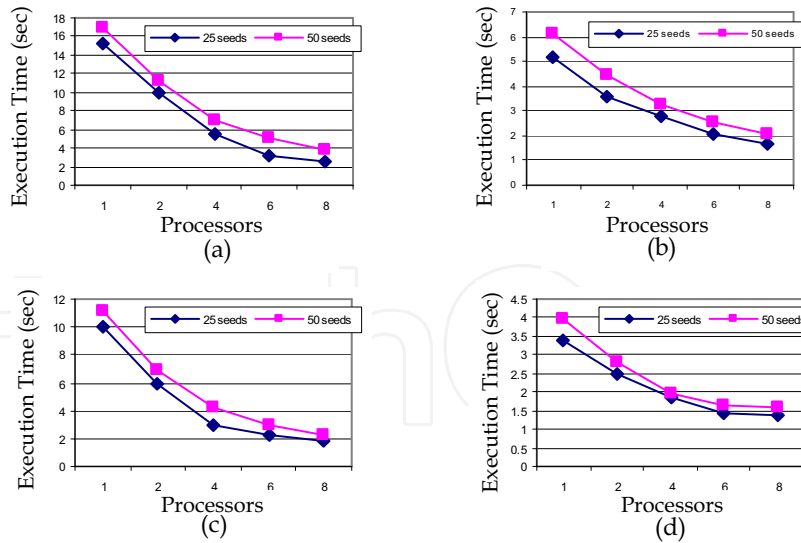 Execution Time (sec)
18
16
14
12
10
8
6
4
2
0
25 seeds 50 seeds
1 2 4 6 8
Processors
(a)
Execution Time (sec)
7
6
5
4
3
2
1
0
25 seeds 50 seeds
1 2 4 6 8
Processors
(b)
Execution Time (sec)
12
10
8
6
4
2
0
25 seeds 50 seeds
1 2 4 6 8
Processors
(c)
Execution Time (sec)
4.5
4
3.5
3
2.5
2
1.5
1
0.5
0
25 seeds 50 seeds
1 2 4 6 8
Processors
(d)